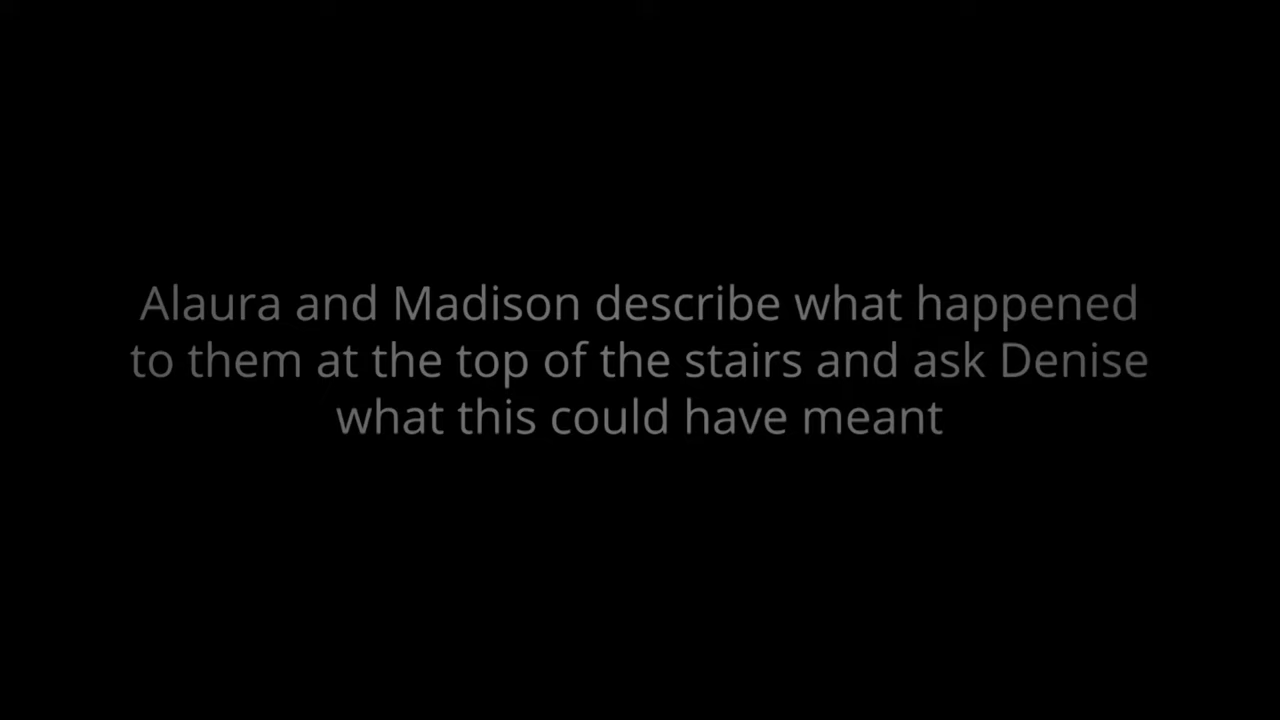 Alaura and Madison describe what happened
to them at the top of the stairs and ask Denise
what this could have meant